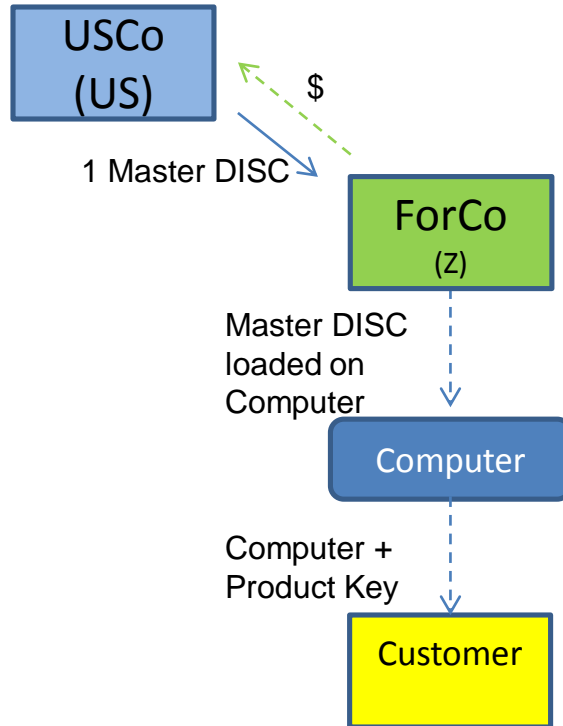 USCo
(US)
$
1 Master DISC
ForCo
(Z)
Master DISC
loaded on
Computer
Computer
Computer +
Product Key
Customer